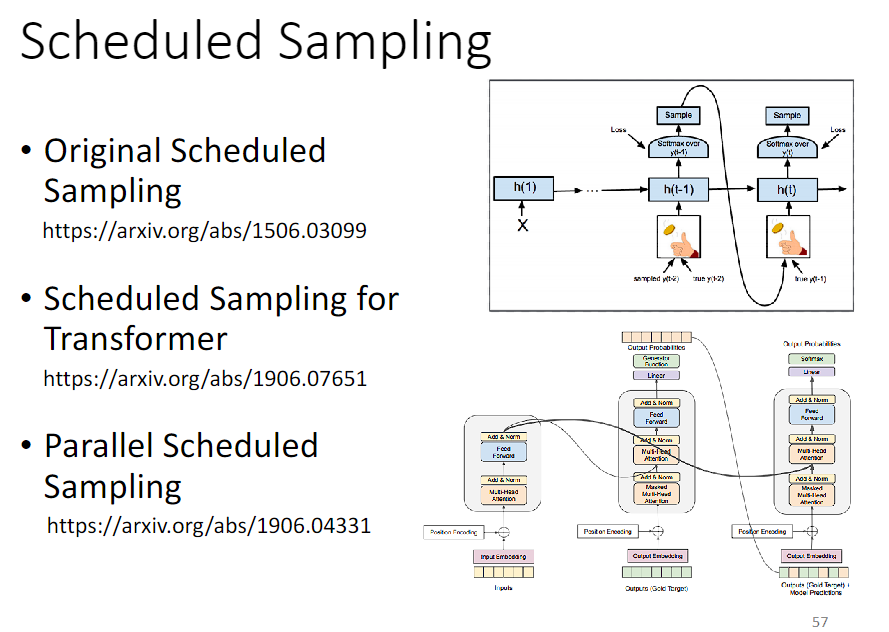 Scheduled Sampling
• Original Scheduled
Sampling
https://arxiv.org/abs/1506.03099
• Scheduled Sampling for
Transformer
https://arxiv.org/abs/1906.07651
• Parallel Scheduled
Sampling
https://arxiv.org/abs/1906.04331
Sample
Sample
Loss
Loss
Softmax over
y(t-1)
Softmax over
y(t)
h(1)
...
h(t-1)
h(t)
X
sampled y(t-2)
true y(t-2)
true y(t-1)
Output Probabilities
Generator
Function
Linear
Add & Norm
Feed
Forward
Add & Norm
Multi-Head
Attention
Add & Norm
Masked
Multi-Head
Attention
Position Encoding
Output Embedding
Outputs (Gold Target)
Add & Norm
Feed
Forward
Add & Norm
Multi-Head
Attention
Position Encoding
Input Embedding
Inputs
Output Probabilities
Softmax
Linear
Add & Norm
Feed
Forward
Add & Norm
Multi-Head
Attention
Add & Norm
Masked
Multi-Head
Attention
Position Encoding
Output Embedding
Outputs (Gold Target) +
Model Predictions
57